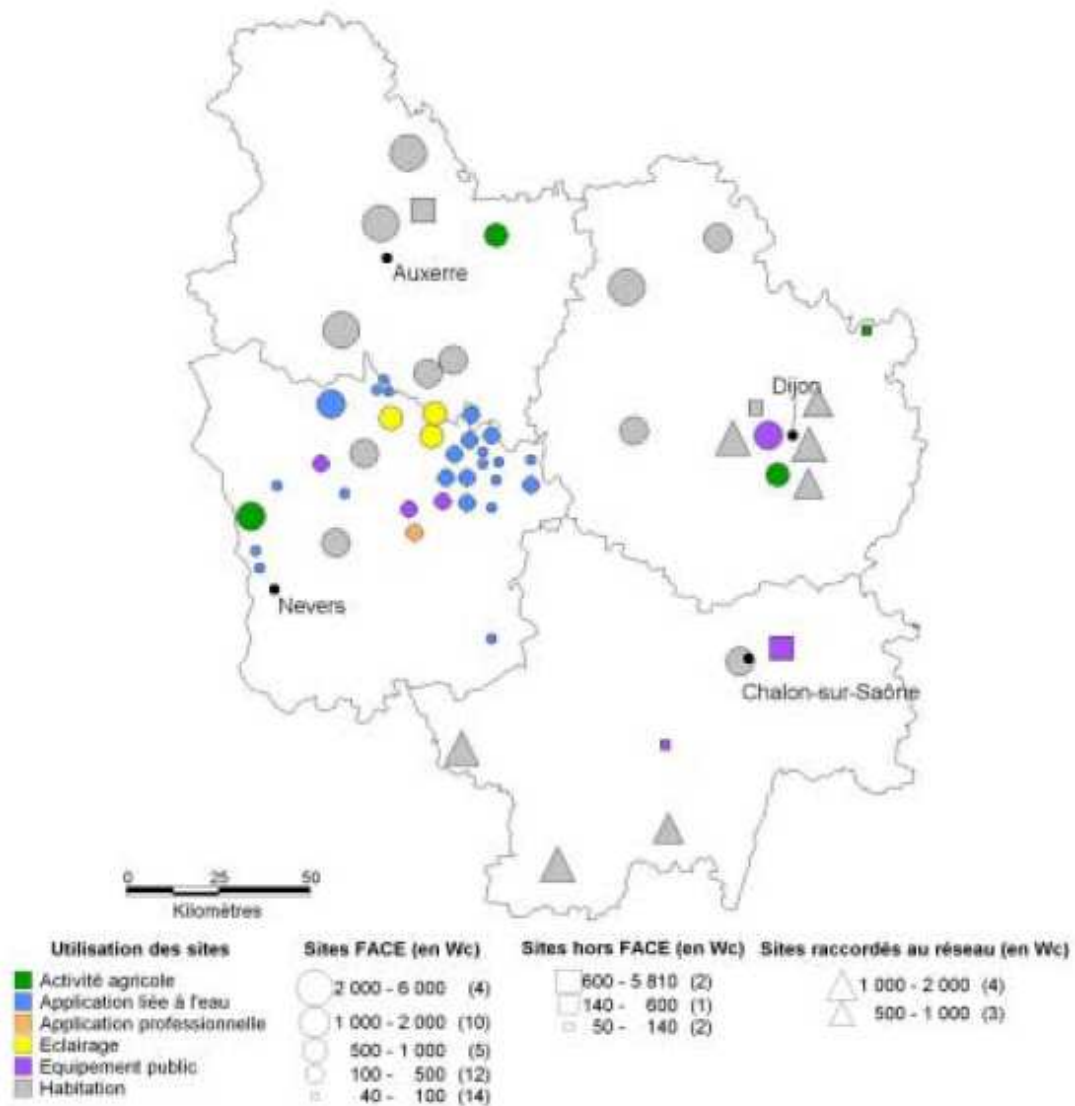 Auxerre
Dijon
Nevers
Chalon-sur-Saône
0 25 50
Kilomètres
Utilisation des sites
Activité agricole
Application liée à l'eau
Application professionnelle
Eclairage
Equipement public
Habitation
Sites FACE (en Wc)
2 000 - 6 000 (4)
1 000 - 2 000 (10)
500 - 1 000 (5)
100 - 500 (12)
40 - 100 (14)
Sites hors FACE (en Wc)
600 - 5 810 (2)
140 - 600 (1)
50 - 140 (2)
Sites raccordés au réseau (en Wc)
1 000 - 2 000 (4)
500 - 1 000 (3)